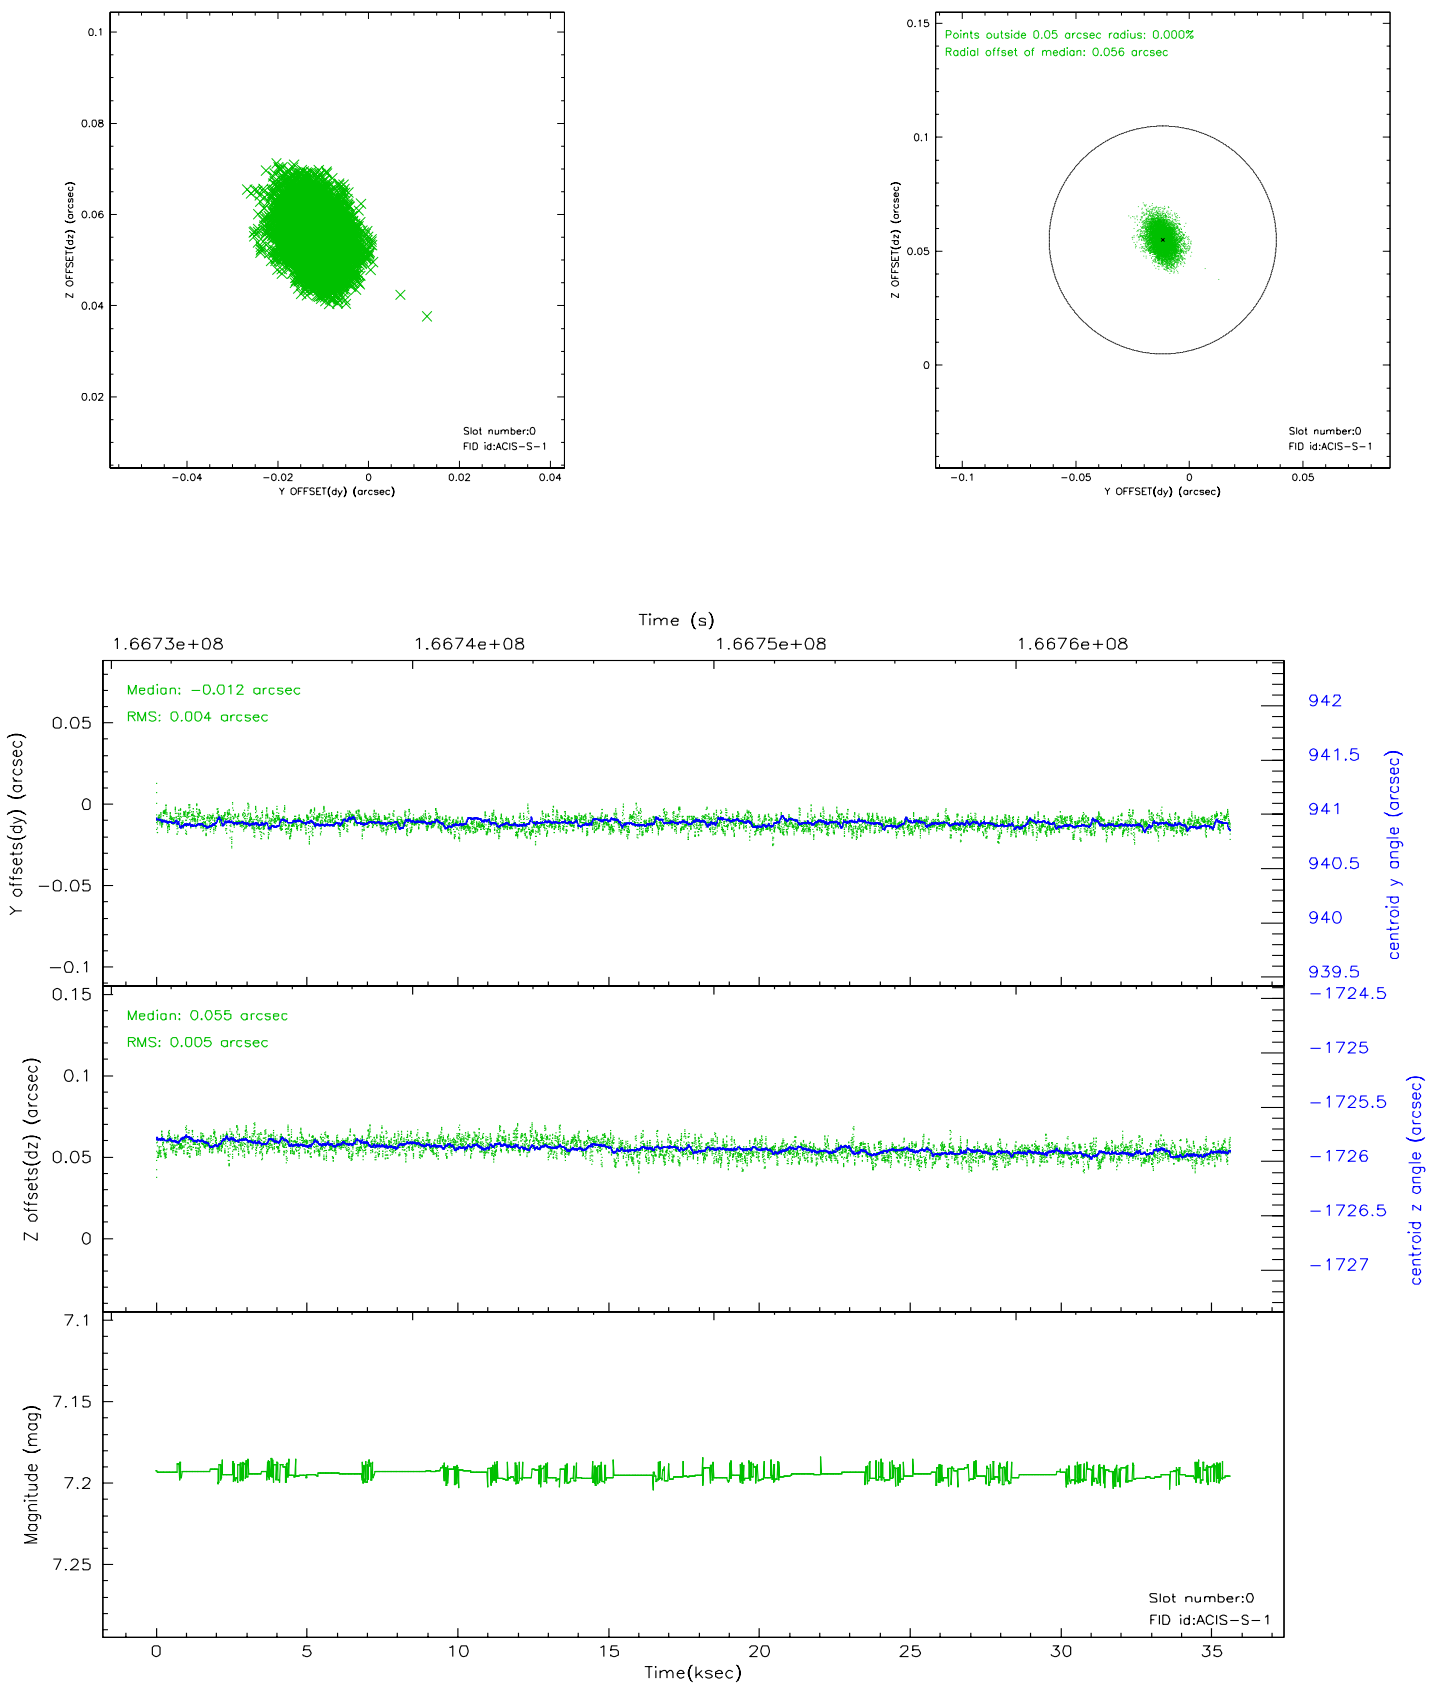 0.1
0.08
0.06
0.04
0.02
Z OFFSET(dz) (arcsec)
Slot number:0
FID id:ACIS-S-1
-0.04 -0.02 0 0.02 0.04
Y OFFSET(dy) (arcsec)
Points outside 0.05 arcsec radius: 0.000%
Radial offset of median: 0.056 arcsec
0.15
0.1
0.05
0
Z OFFSET(dz) (arcsec)
Slot number:0
FID id:ACIS-S-1
-0.1 -0.05 0 0.05
Y OFFSET(dy) (arcsec)
Time (s)
1.6673e+08 1.6674e+08 1.6675e+08 1.6676e+08
Median: -0.012 arcsec
RMS: 0.004 arcsec
0.05
0
-0.05
-0.1
Y offsets(dy) (arcsec)
942
941.5
941
940.5
940
939.5
centroid y angle (arcsec)
Median: 0.055 arcsec
RMS: 0.005 arcsec
0.15
0.1
0.05
0
Z offsets(dz) (arcsec)
-1724.5
-1725
-1725.5
-1726
-1726.5
-1727
centroid z angle (arcsec)
7.1
7.15
7.2
7.25
Magnitude (mag)
Slot number:0
FID id:ACIS-S-1
0 5 10 15 20 25 30 35
Time(ksec)